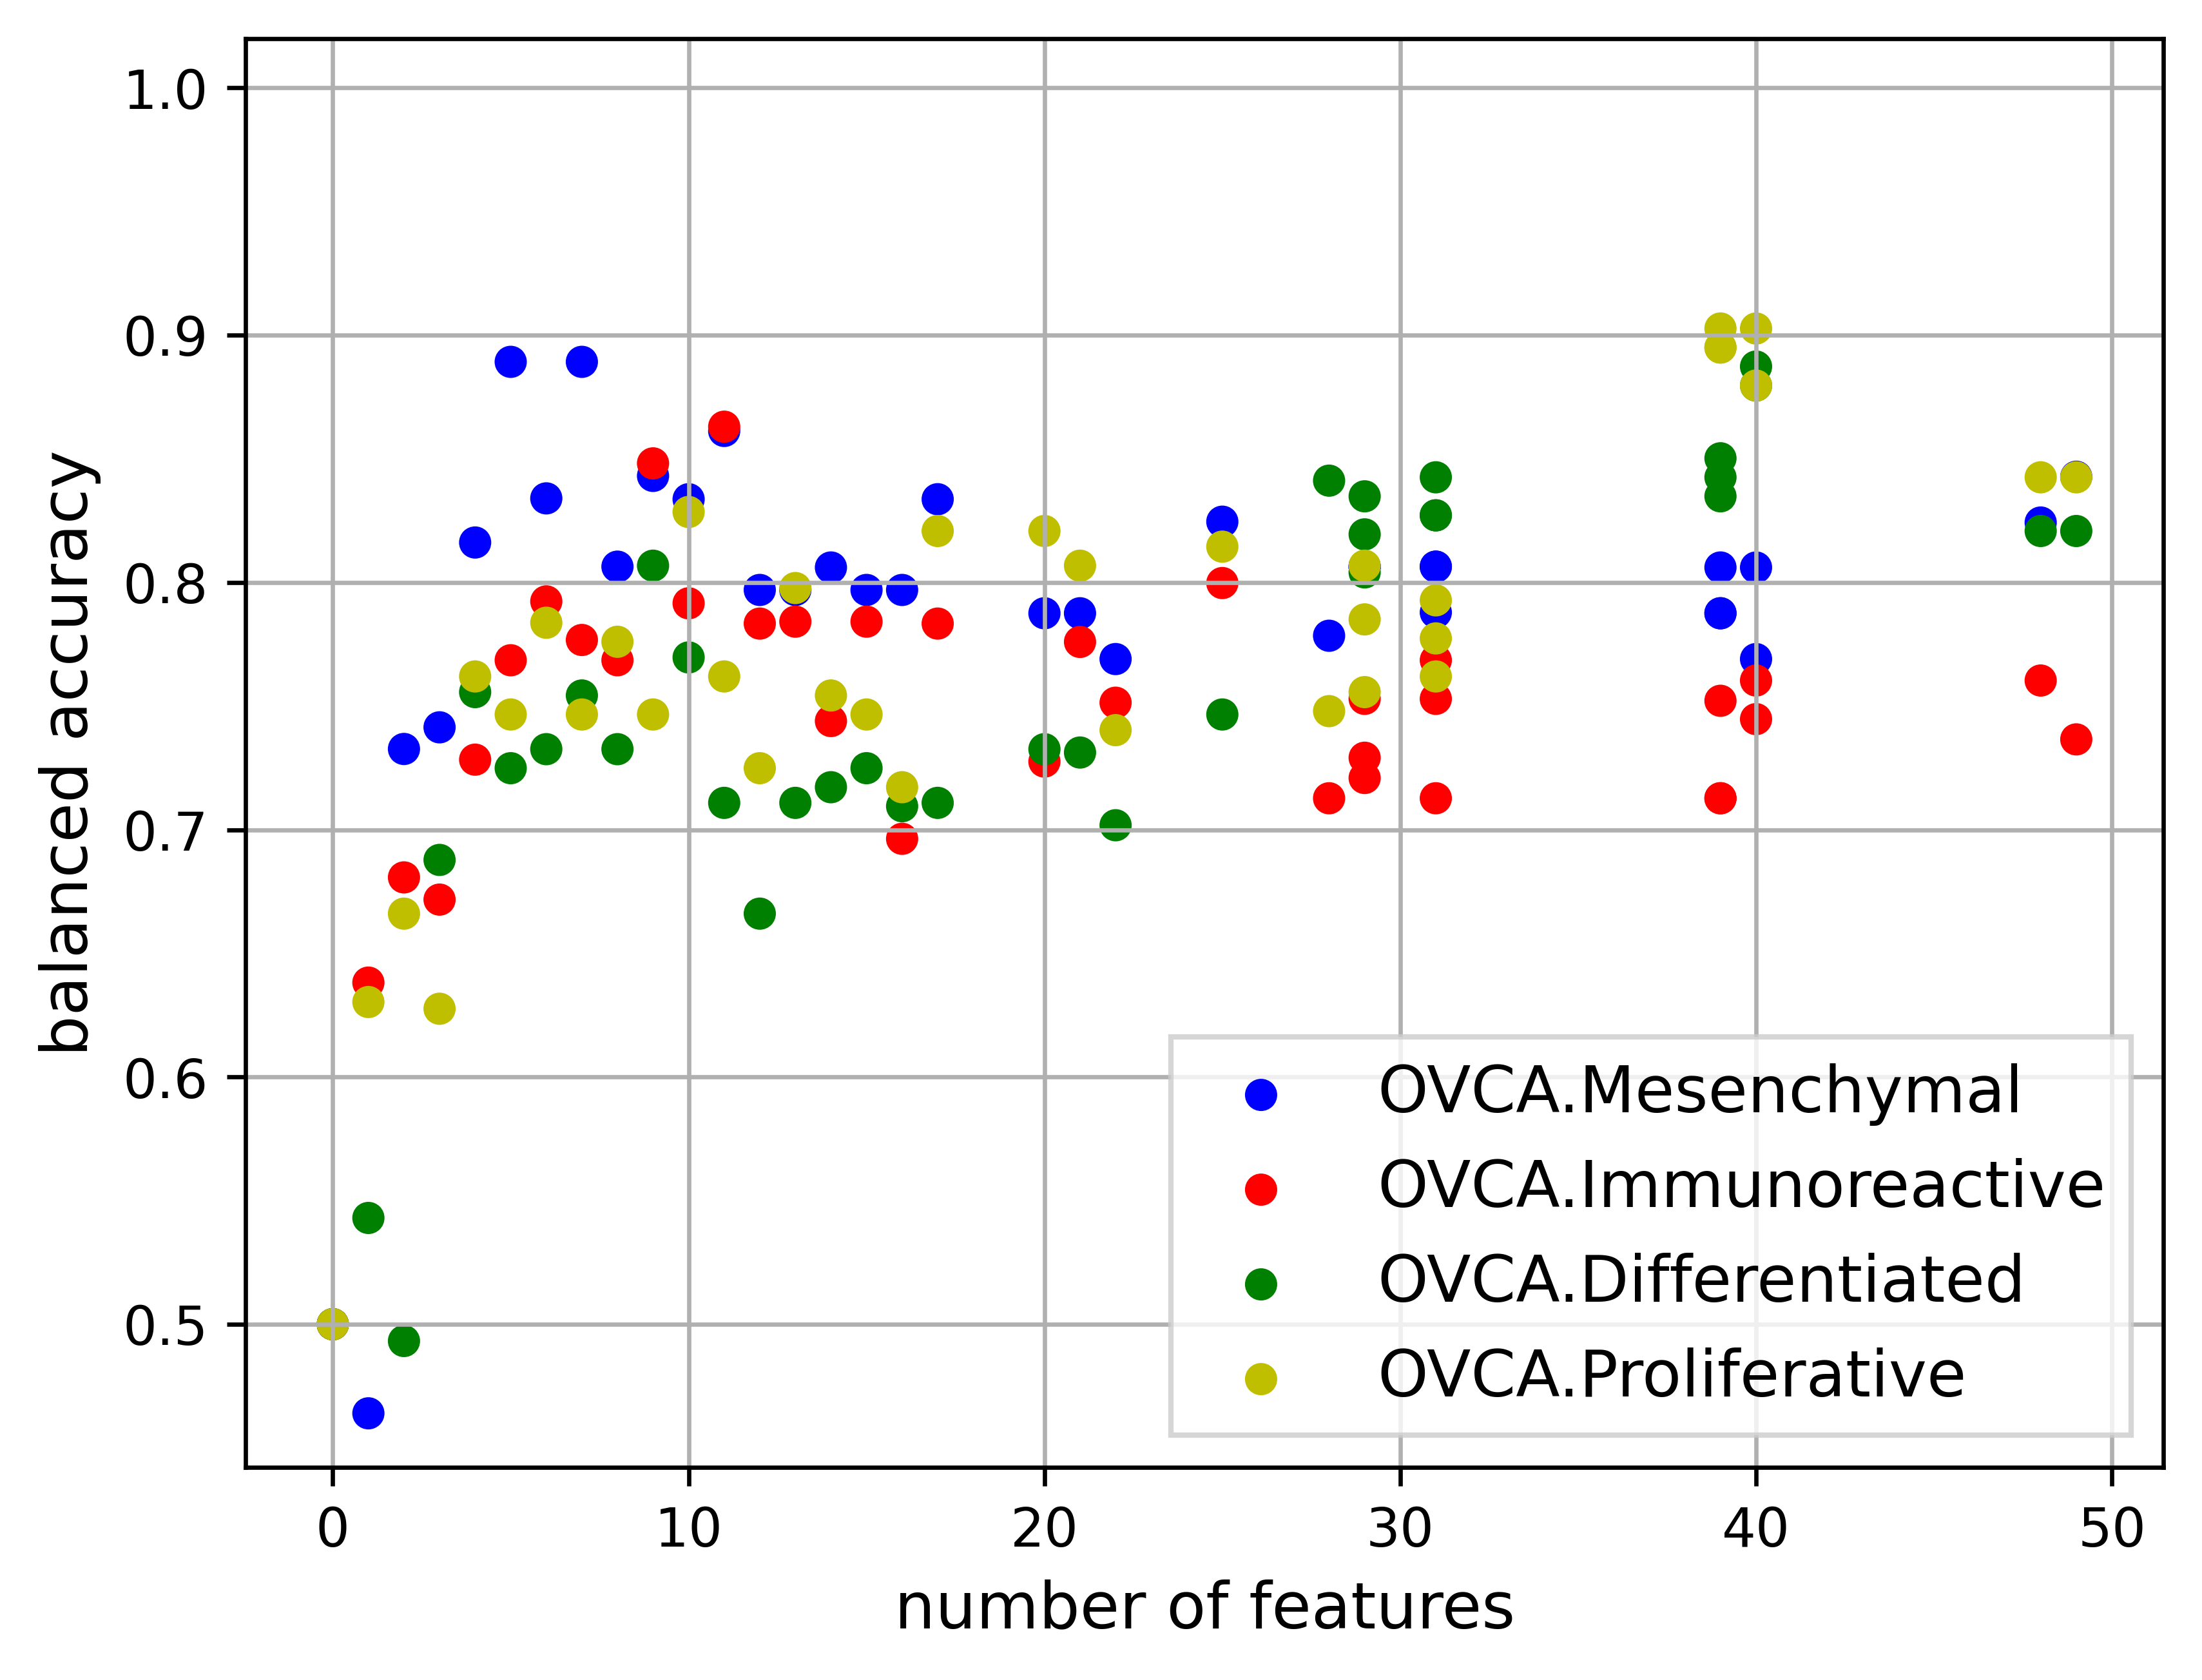 1.0
0.9
0.8
0.7
0.6
0.5
balanced accuracy
OVCA.Mesenchymal
OVCA.Immunoreactive
OVCA.Differentiated
OVCA.Proliferative
0 10 20 30 40 50
number of features